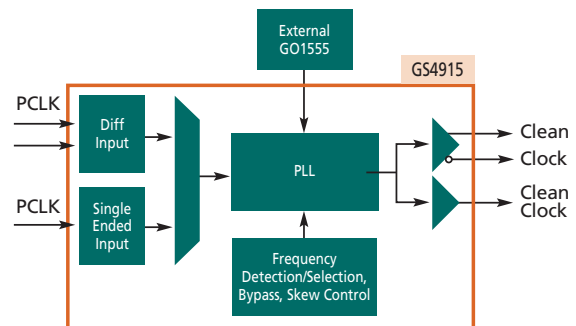 External
GO1555
GS4915
PCLK
Diff
Input
Clean
Clock
PLL
PCLK
Single
Ended
Input
Clean
Clock
Frequency
Detection/Selection,
Bypass, Skew Control